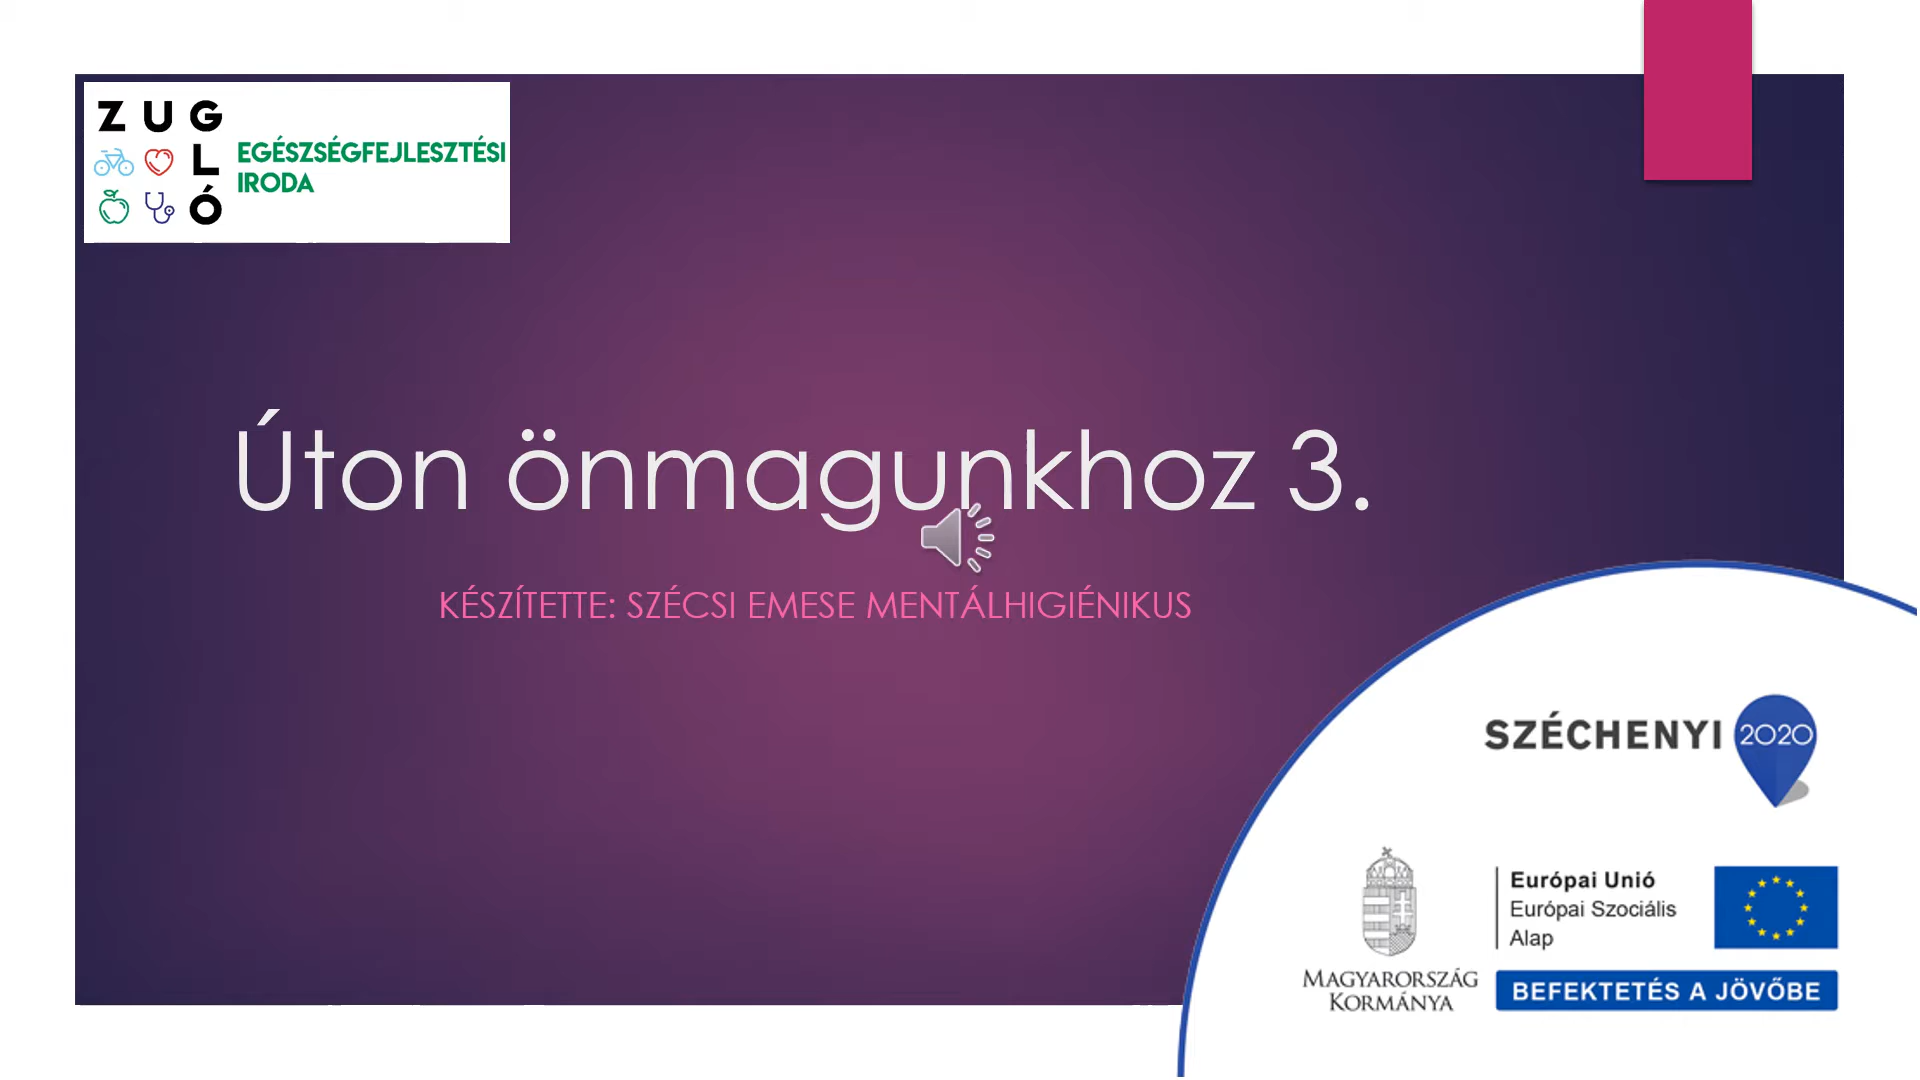 ZUGLÓ
EGÉSZSÉGFEJLESZTÉSI
IRODA
Úton önmagunkhoz 3.
KÉSZÍTETTE: SZÉCSI EMESE MENTÁLHIGIÉNIKUS
SZÉCHENYI 2020
Európai Unió
Európai Szociális
Alap
MAGYARORSZÁG
KORMÁNYA
BEFEKTETÉS A JÖVŐBE